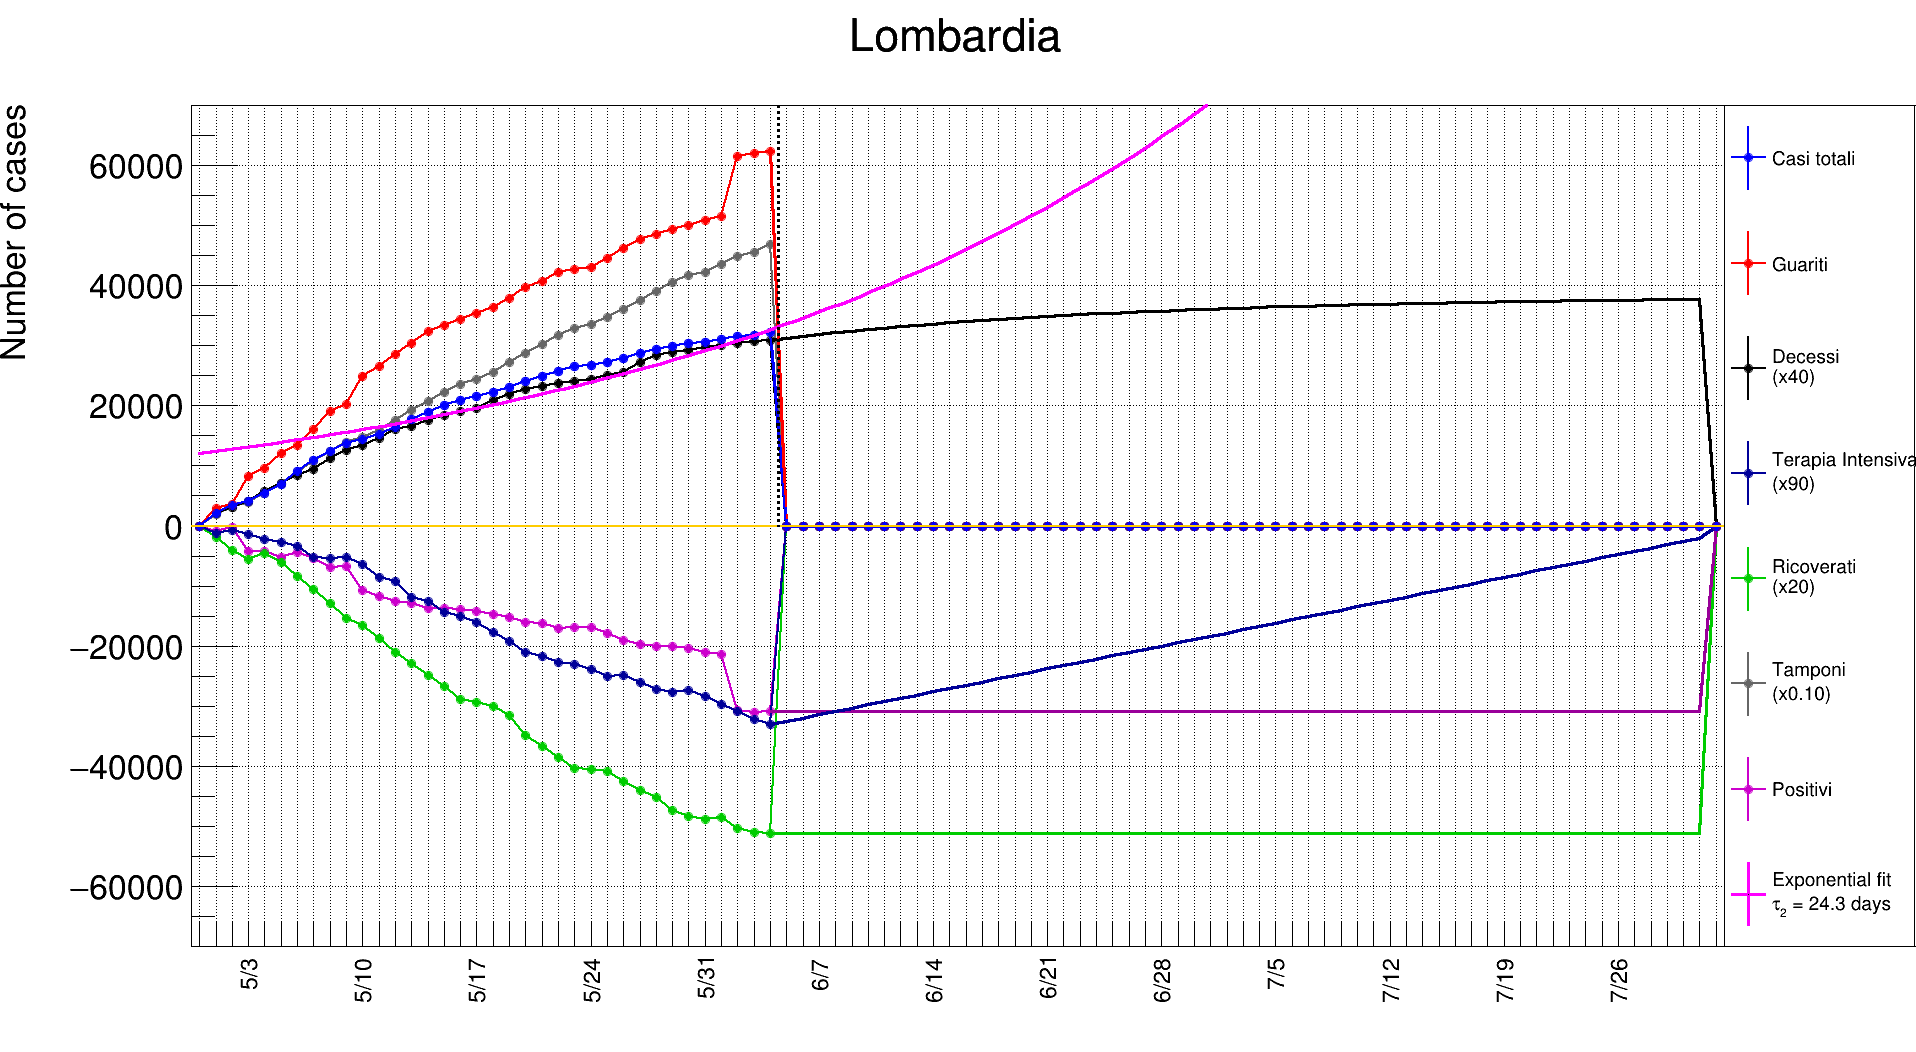 Lombardia
Number of cases
60000
40000
20000
0
−20000
−40000
−60000
5/3
5/10
5/17
5/24
5/31
6/7
6/14
6/21
6/28
7/5
7/12
7/19
7/26
Casi totali
Guariti
Decessi
(x40)
Terapia Intensiva
(x90)
Ricoverati
(x20)
Tamponi
(x0.10)
Positivi
Exponential fit
τ2 = 24.3 days